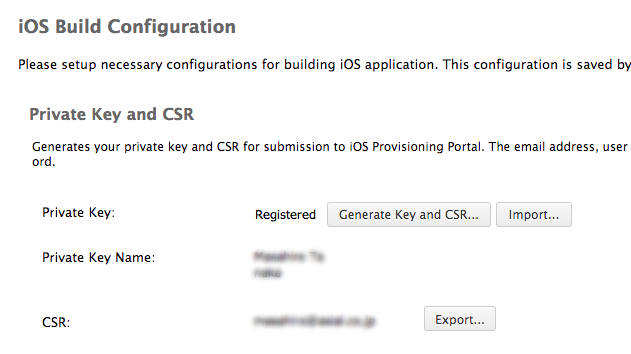 iOS Build Configuration
Please setup necessary configurations for building iOS application. This configuration is saved by
Private Key and CSR
Generates your private key and CSR for submission to iOS Provisioning Portal. The email address, user
ord.
Private Key: Registered Generate Key and CSR... Import...
Private Key Name:
CSR: Export...